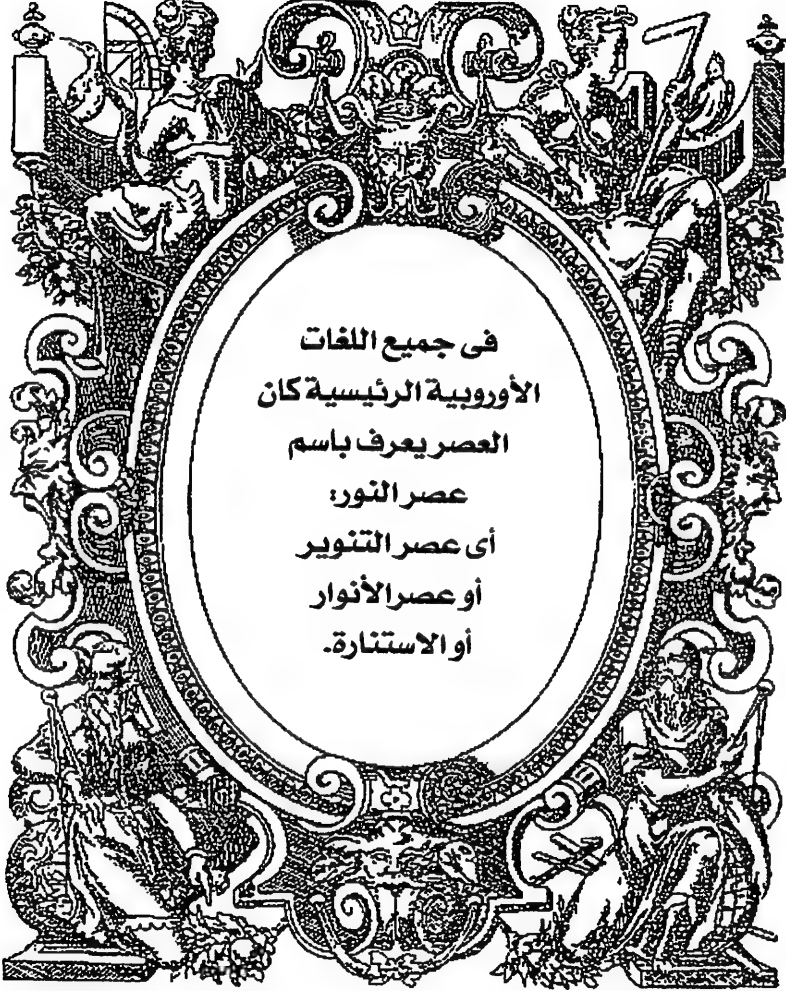 فى جميع اللغات
الأوروبية الرئيسية كان
العصر يعرف باسم
عصر النور:
أى عصر التنوير
أو عصر الأنوار
أو الاستنارة.